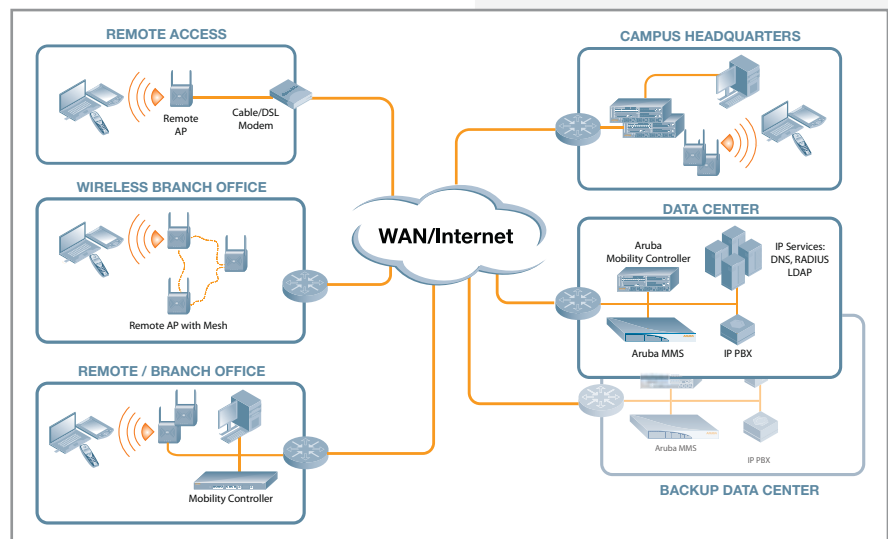 REMOTE ACCESS
Remote
AP
Cable/DSL
Modem
WIRELESS BRANCH OFFICE
Remote AP with Mesh
REMOTE / BRANCH OFFICE
Mobility Controller
WAN/Internet
CAMPUS HEADQUARTERS
DATA CENTER
Aruba
Mobility Controller
IP Services:
DNS, RADIUS
LDAP
Aruba MMS
IP PBX
Aruba MMS
IP PBX
BACKUP DATA CENTER